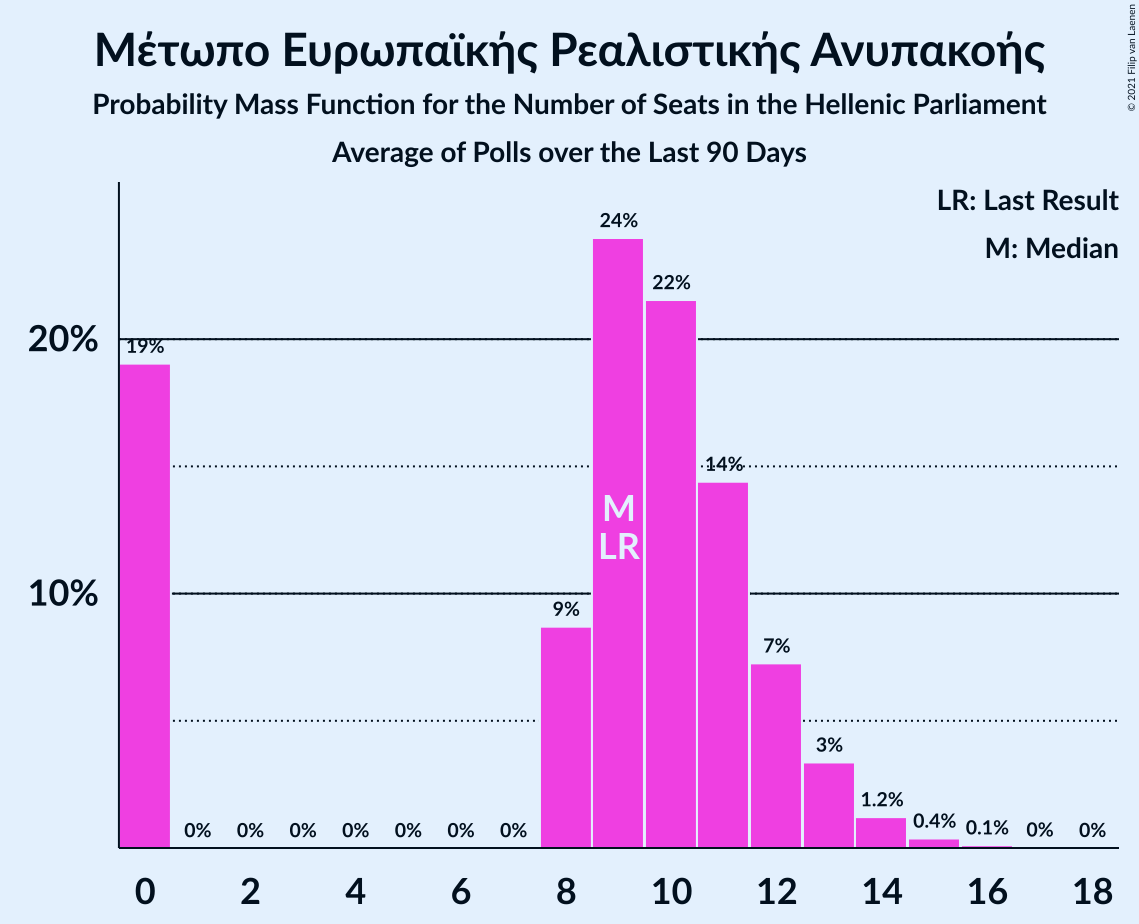 Μέτωπο Ευρωπαϊκής Ρεαλιστικής Ανυπακοής
Probability Mass Function for the Number of Seats in the Hellenic Parliament
Average of Polls over the Last 90 Days
© 2021 Filip van Laenen
LR: Last Result
M: Median
24%
22%
20%
19%
14%
M
LR
10%
9%
7%
3%
1.2%
0% 0% 0% 0% 0% 0% 0% 0.4% 0.1% 0% 0%
0 2 4 6 8 10 12 14 16 18